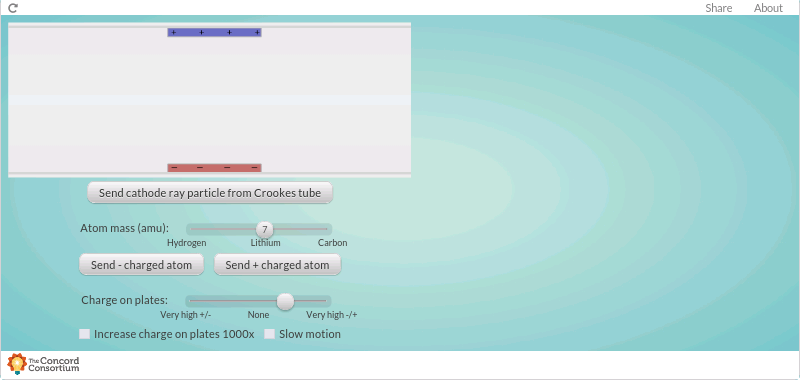 Share About
+ + + +
− − − −
Send cathode ray particle from Crookes tube
Atom mass (amu): 7
Hydrogen Lithium Carbon
Send - charged atom Send + charged atom
Charge on plates:
Very high +/- None Very high -/+
Increase charge on plates 1000x Slow motion
The Concord
Consortium